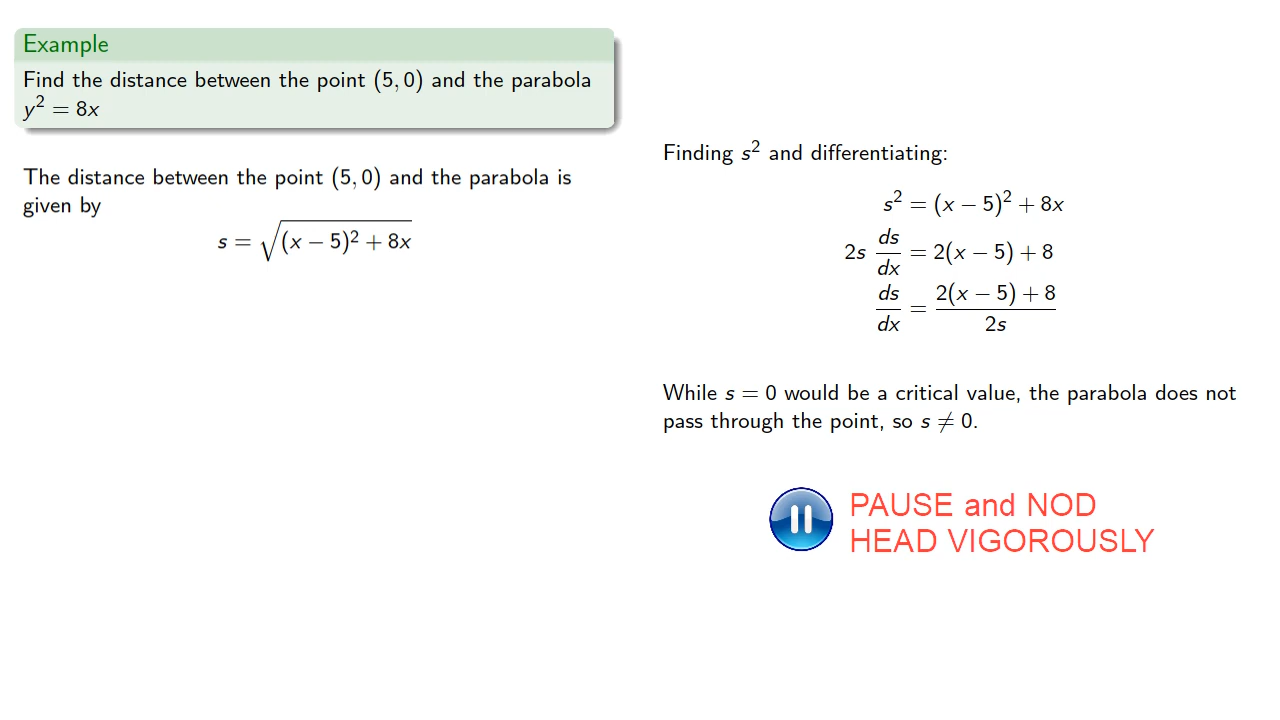 Example
Find the distance between the point (5, 0) and the parabola
y² = 8x
The distance between the point (5, 0) and the parabola is
given by
s = √((x − 5)² + 8x)
Finding s² and differentiating:
s² = (x − 5)² + 8x
2s ds/dx = 2(x − 5) + 8
ds/dx = (2(x − 5) + 8)/(2s)
While s = 0 would be a critical value, the parabola does not
pass through the point, so s ≠ 0.
PAUSE and NOD
HEAD VIGOROUSLY